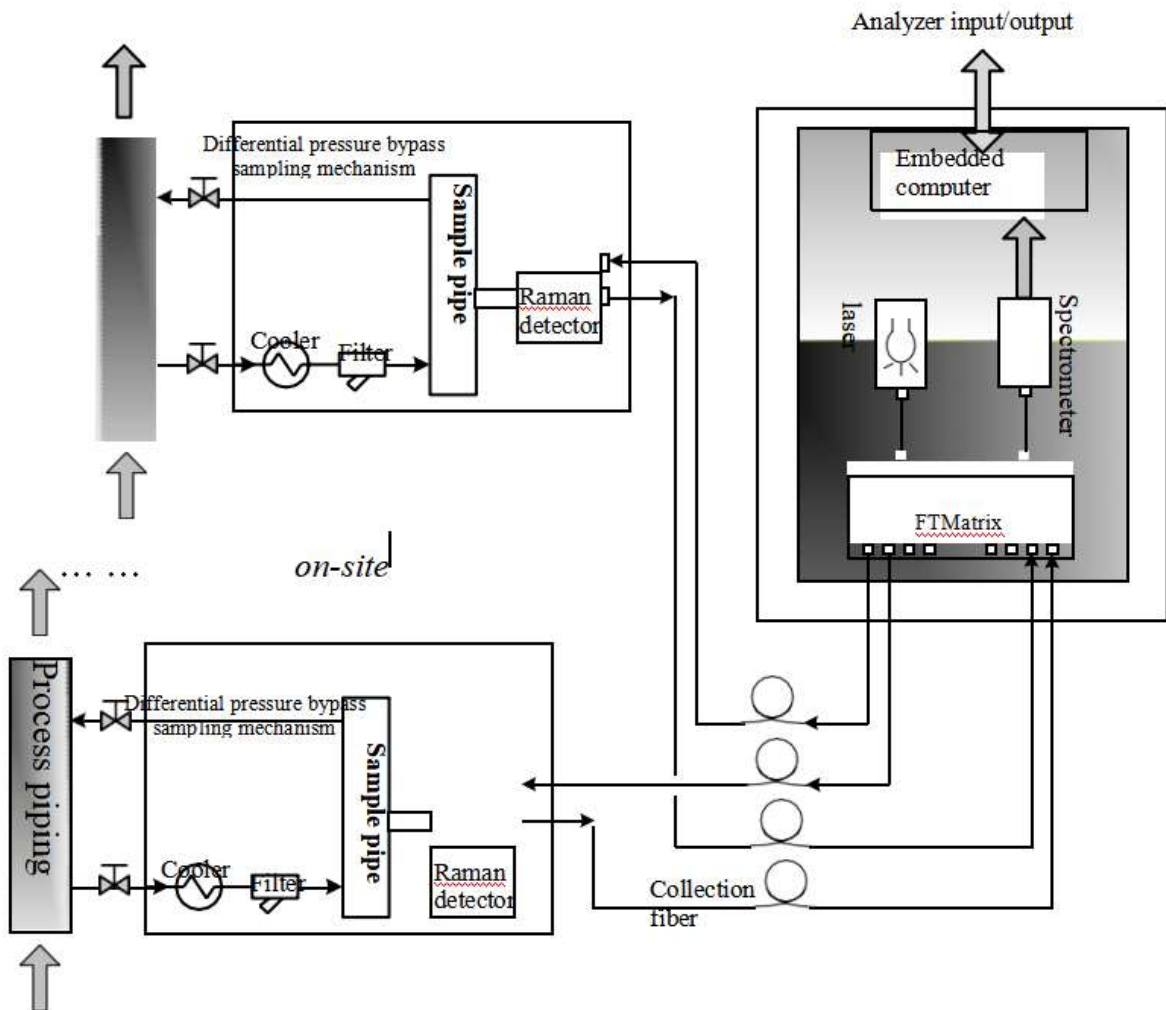 Analyzer input/output
Differential pressure bypass
sampling mechanism
Embedded
computer
Sample pipe
Raman
detector
Cooler
Filter
laser
Spectrometer
FTMatrix
... ...
on-site
Process piping
Differential pressure bypass
sampling mechanism
Sample pipe
Cooler
Filter
Raman
detector
Collection
fiber